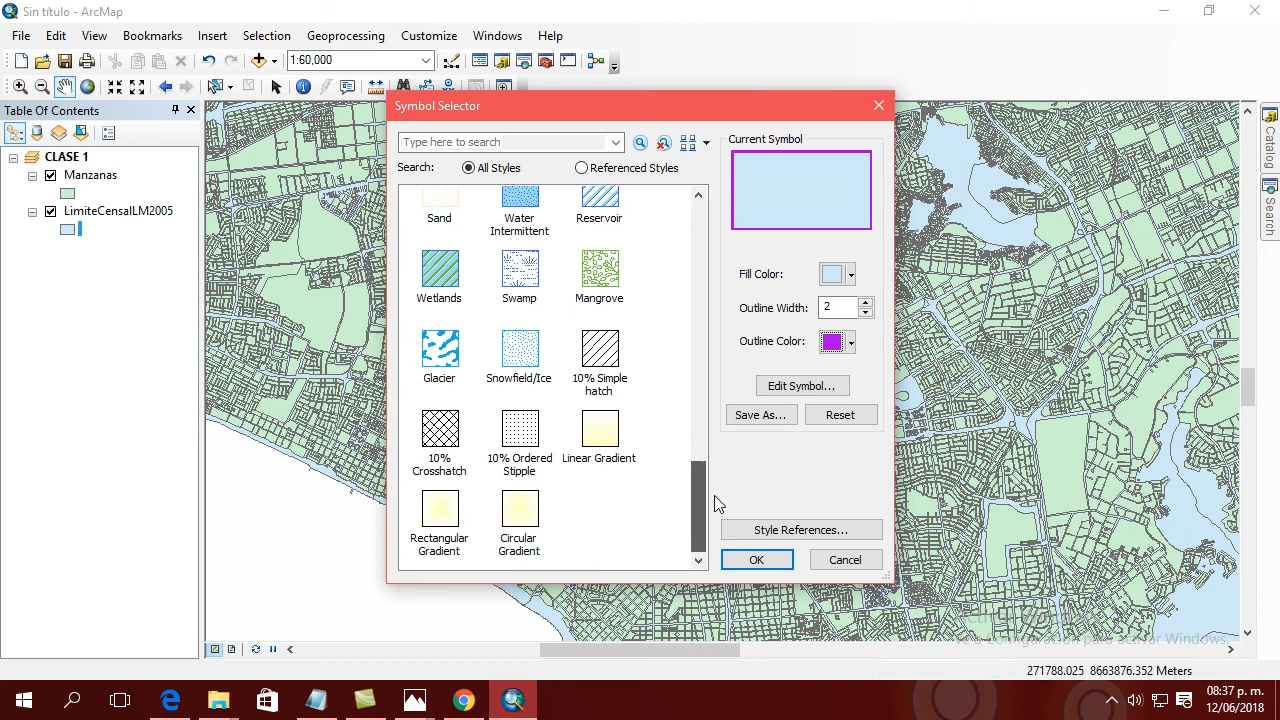 Sin título - ArcMap
File Edit View Bookmarks Insert Selection Geoprocessing Customize Windows Help
1:60,000
Table Of Contents
CLASE 1
Manzanas
LimiteCensalLM2005
Symbol Selector
Type here to search
Search: All Styles Referenced Styles
Sand
Water Intermittent
Reservoir
Wetlands
Swamp
Mangrove
Glacier
Snowfield/Ice
10% Simple hatch
10% Crosshatch
10% Ordered Stipple
Linear Gradient
Rectangular Gradient
Circular Gradient
Current Symbol
Fill Color:
Outline Width: 2
Outline Color:
Edit Symbol...
Save As... Reset
Style References...
OK Cancel
Catalog
Search
para activar Windows.
271788.025 8663876.352 Meters
08:37 p. m.
12/06/2018